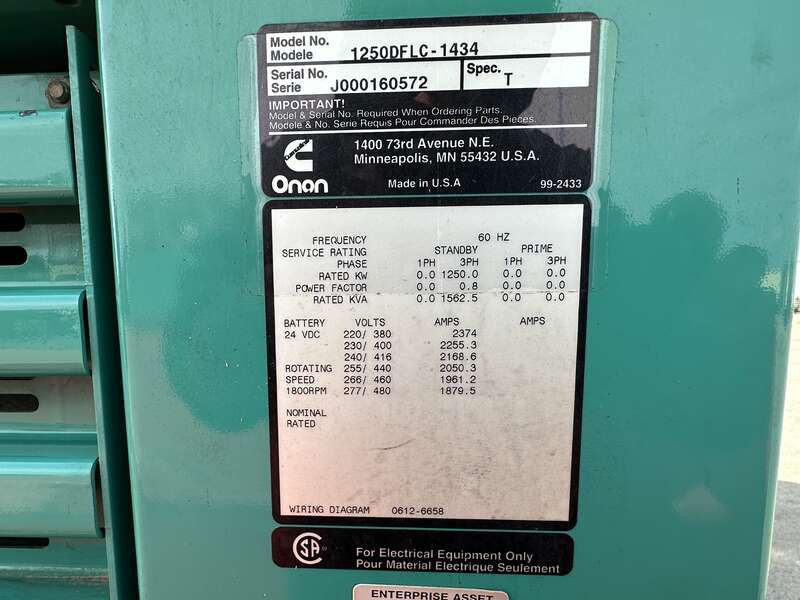 Model No.
Modele 1250DFLC-1434
Serial No.
Serie J000160572 Spec. T
IMPORTANT!
Model & Serial No. Required When Ordering Parts.
Modele & No. Serie Requis Pour Commander Des Pieces.
1400 73rd Avenue N.E.
Minneapolis, MN 55432 U.S.A.
Onan Made in U.S.A 99-2433
FREQUENCY 60 HZ
SERVICE RATING STANDBY PRIME
PHASE 1PH 3PH 1PH 3PH
RATED KW 0.0 1250.0 0.0 0.0
POWER FACTOR 0.0 0.8 0.0 0.0
RATED KVA 0.0 1562.5 0.0 0.0
BATTERY VOLTS AMPS AMPS
24 VDC 220/ 380 2374
230/ 400 2255.3
240/ 416 2168.6
ROTATING 255/ 440 2050.3
SPEED 266/ 460 1961.2
1800RPM 277/ 480 1879.5
NOMINAL
RATED
WIRING DIAGRAM 0612-6658
CSA For Electrical Equipment Only
Pour Material Electrique Seulement
ENTERPRISE ASSET